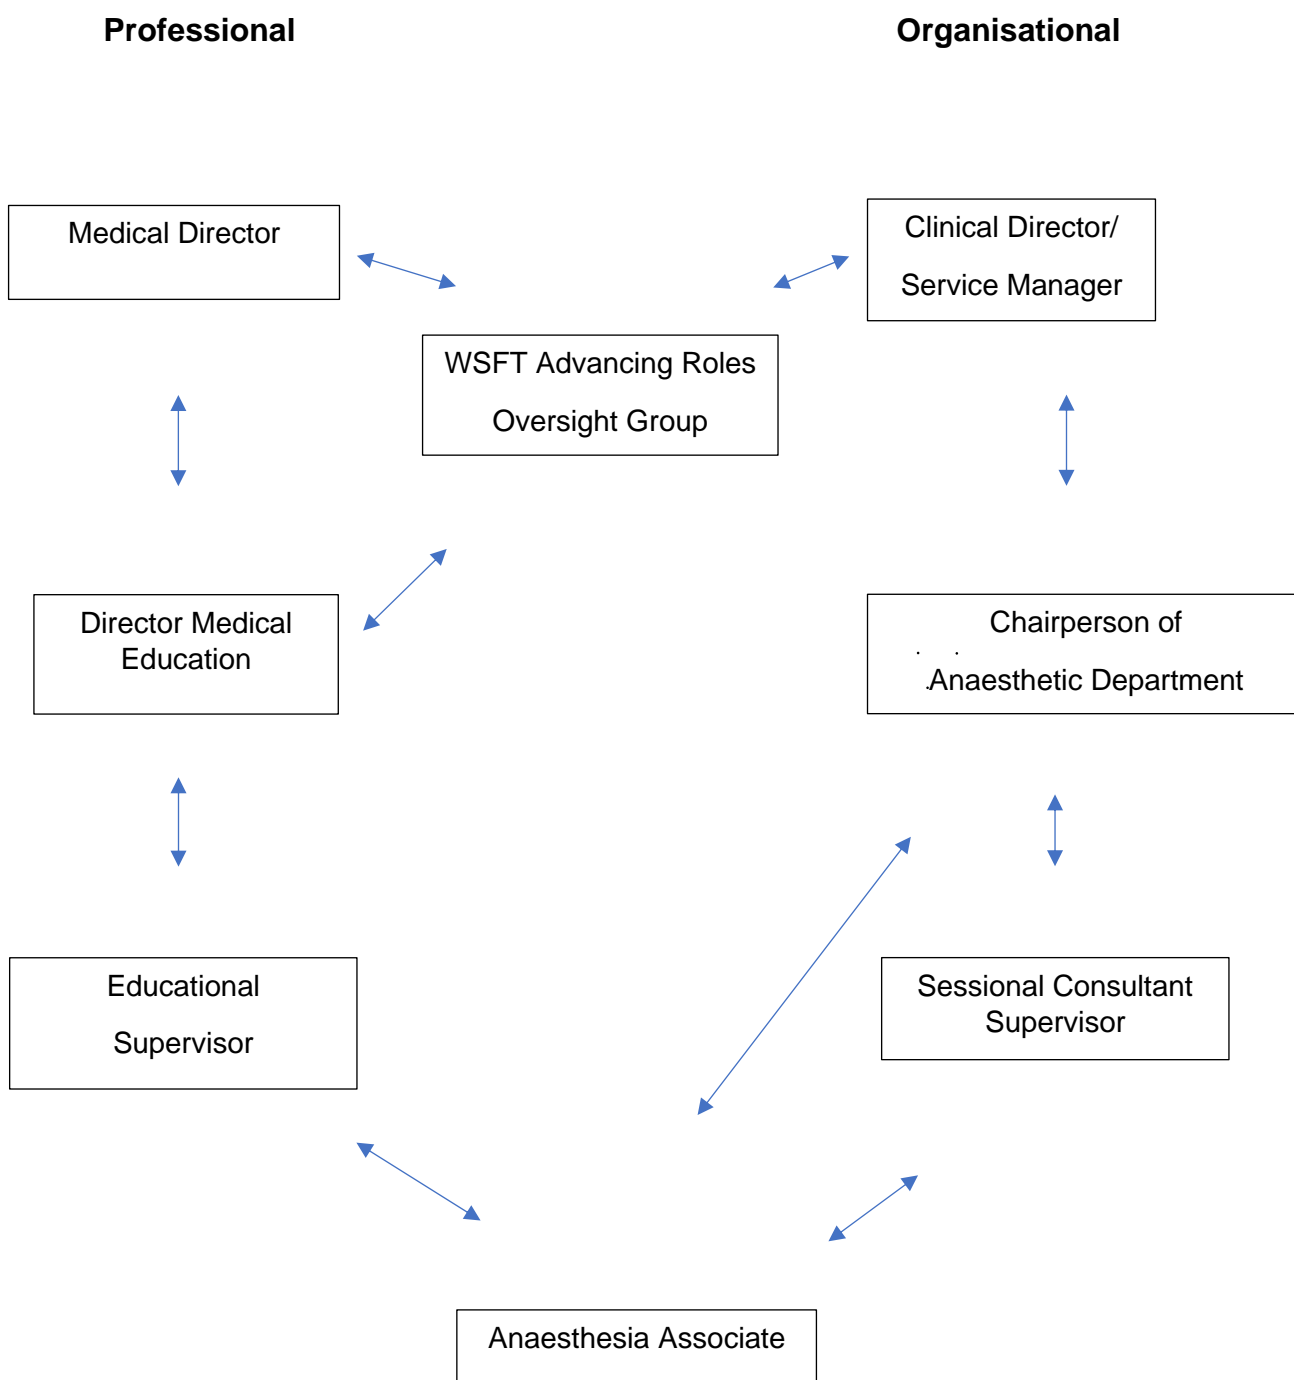 Professional
Organisational
Medical Director
Clinical Director/
Service Manager
WSFT Advancing Roles
Oversight Group
Director Medical
Education
Chairperson of
Anaesthetic Department
Educational
Supervisor
Sessional Consultant
Supervisor
Anaesthesia Associate